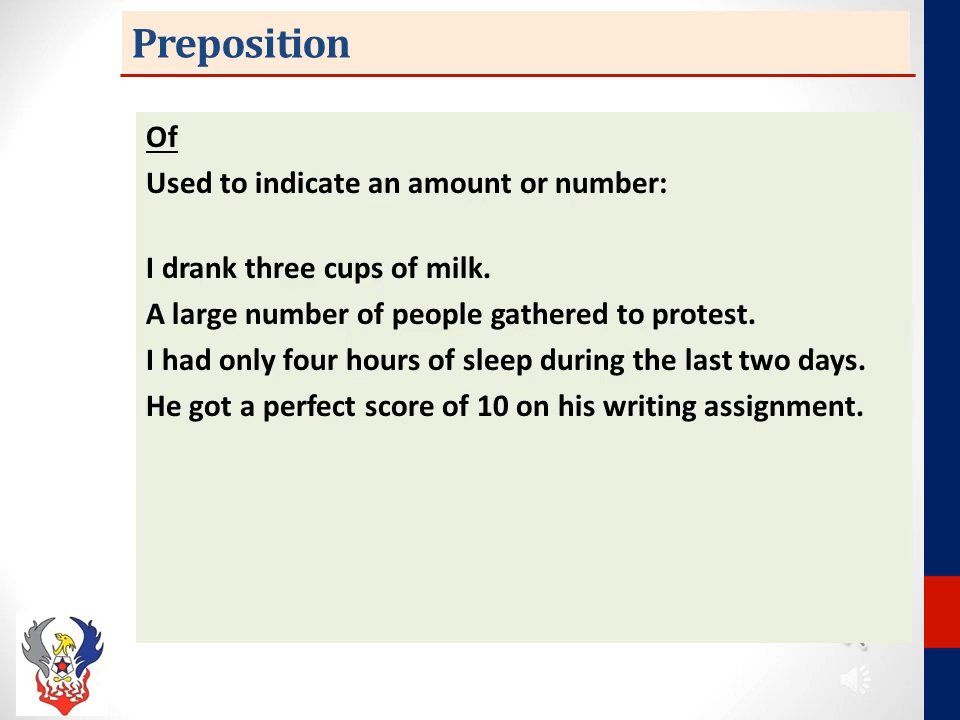 Preposition
Of
Used to indicate an amount or number:
I drank three cups of milk.
A large number of people gathered to protest.
I had only four hours of sleep during the last two days.
He got a perfect score of 10 on his writing assignment.